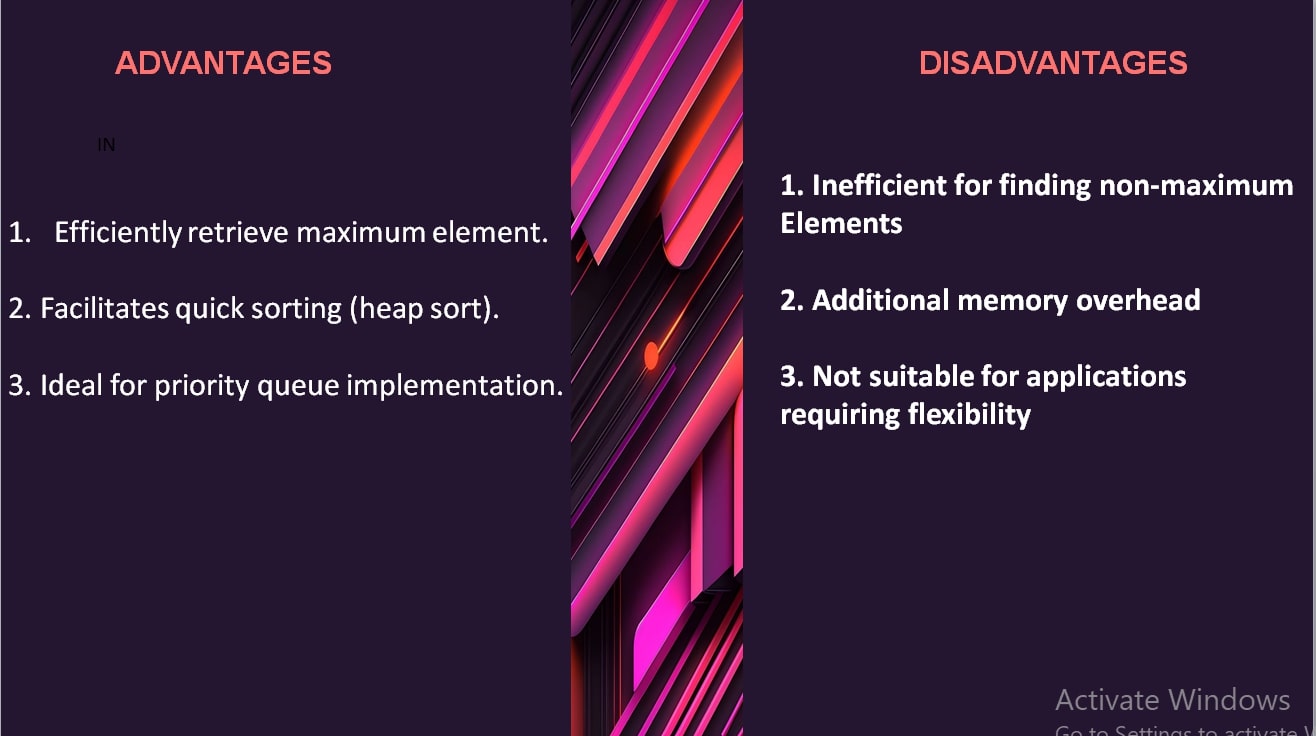 ADVANTAGES
IN
1. Efficiently retrieve maximum element.
2. Facilitates quick sorting (heap sort).
3. Ideal for priority queue implementation.
DISADVANTAGES
1. Inefficient for finding non-maximum
Elements
2. Additional memory overhead
3. Not suitable for applications
requiring flexibility
Activate Windows
Go to Settings to activate